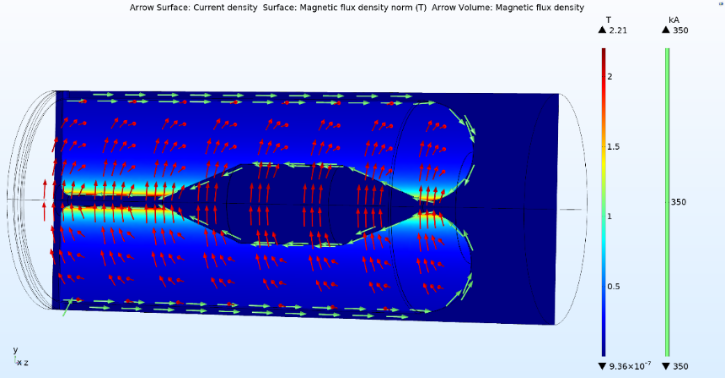 Arrow Surface: Current density  Surface: Magnetic flux density norm (T)  Arrow Volume: Magnetic flux density
T kA
▲ 2.21 ▲ 350
2
1.5
350
1
0.5
▼ 9.36×10⁻⁷ ▼ 350
y
x z